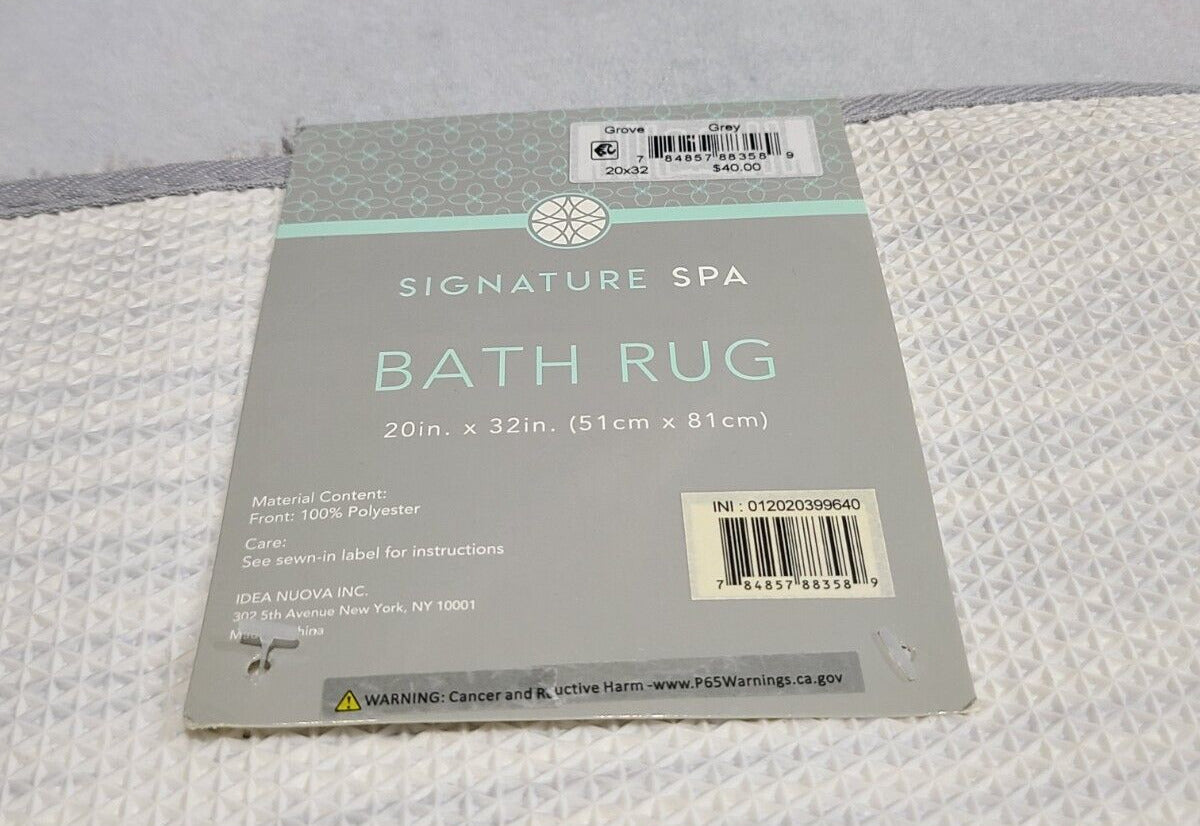 Grove Grey
7 84857 88358 9
20x32 $40.00
SIGNATURE SPA
BATH RUG
20in. x 32in. (51cm x 81cm)
Material Content:
Front: 100% Polyester
Care:
See sewn-in label for instructions
IDEA NUOVA INC.
302 5th Avenue New York, NY 10001
INI : 012020399640
7 84857 88358 9
WARNING: Cancer and Harm -www.P65Warnings.ca.gov